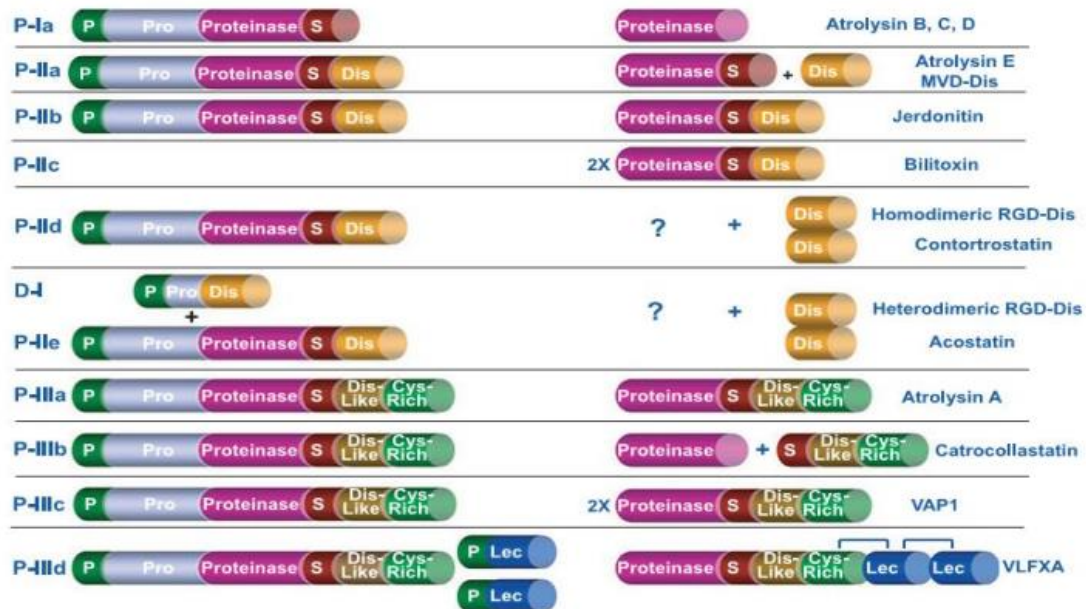 P-Ia P Pro Proteinase S Proteinase Atrolysin B, C, D
P-IIa P Pro Proteinase S Dis Proteinase S + Dis Atrolysin E
MVD-Dis
P-IIb P Pro Proteinase S Dis Proteinase S Dis Jerdonitin
P-IIc 2X Proteinase S Dis Bilitoxin
P-IId P Pro Proteinase S Dis ? + Dis Homodimeric RGD-Dis
Dis Contortrostatin
D-I P Pro Dis
+ ? + Dis Heterodimeric RGD-Dis
P-IIe P Pro Proteinase S Dis Dis Acostatin
P-IIIa P Pro Proteinase S Dis-Like Cys-Rich Proteinase S Dis-Like Cys-Rich Atrolysin A
P-IIIb P Pro Proteinase S Dis-Like Cys-Rich Proteinase + S Dis-Like Cys-Rich Catrocollastatin
P-IIIc P Pro Proteinase S Dis-Like Cys-Rich 2X Proteinase S Dis-Like Cys-Rich VAP1
P Lec
P-IIId P Pro Proteinase S Dis-Like Cys-Rich Proteinase S Dis-Like Cys-Rich Lec Lec VLFXA
P Lec